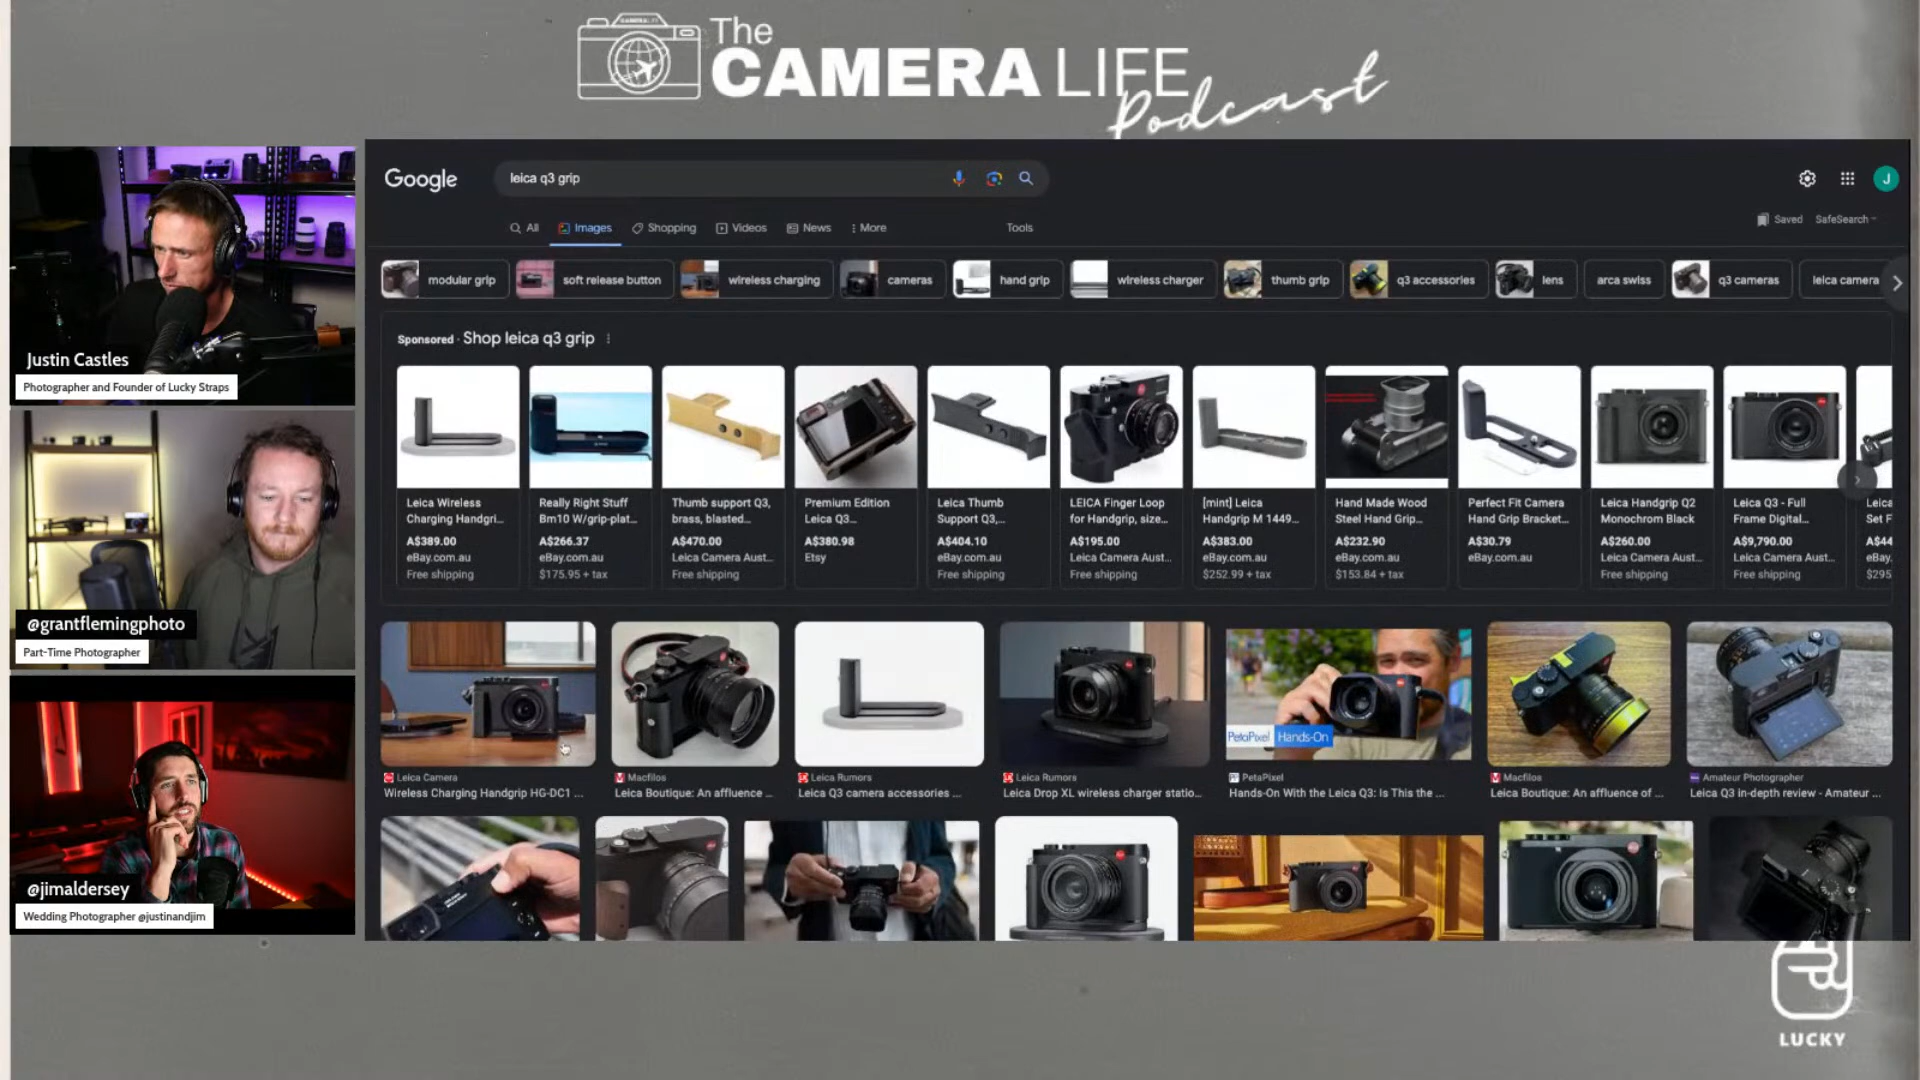 CAMERA LIFE
The
CAMERA LIFE
Podcast
Google
leica q3 grip
J
Saved
SafeSearch
All
Images
Shopping
Videos
News
More
Tools
modular grip
soft release button
wireless charging
cameras
hand grip
wireless charger
thumb grip
q3 accessories
lens
arca swiss
q3 cameras
leica camera
Sponsored · Shop leica q3 grip
Leica Wireless
Charging Handgri...
A$389.00
eBay.com.au
Free shipping
Really Right Stuff
Bm10 W/grip-plat...
A$266.37
eBay.com.au
$175.95 + tax
Thumb support Q3,
brass, blasted...
A$470.00
Leica Camera Aust...
Free shipping
Premium Edition
Leica Q3...
A$380.98
Etsy
Leica Thumb
Support Q3,...
A$404.10
eBay.com.au
Free shipping
LEICA Finger Loop
for Handgrip, size...
A$195.00
Leica Camera Aust...
Free shipping
[mint] Leica
Handgrip M 1449...
A$383.00
eBay.com.au
$252.99 + tax
Hand Made Wood
Steel Hand Grip...
A$232.90
eBay.com.au
$153.84 + tax
Perfect Fit Camera
Hand Grip Bracket...
A$30.79
eBay.com.au
Leica Handgrip Q2
Monochrom Black
A$260.00
Leica Camera Aust...
Free shipping
Leica Q3 - Full
Frame Digital...
A$9,790.00
Leica Camera Aust...
Free shipping
Leica
Set F
A$44
eBay.
$295
PetaPixel Hands-On
Leica Camera
Wireless Charging Handgrip HG-DC1 ...
Macfilos
Leica Boutique: An affluence ...
Leica Rumors
Leica Q3 camera accessories ...
Leica Rumors
Leica Drop XL wireless charger statio...
PetaPixel
Hands-On With the Leica Q3: Is This the ...
Macfilos
Leica Boutique: An affluence of ...
Amateur Photographer
Leica Q3 in-depth review - Amateur ...
Justin Castles
Photographer and Founder of Lucky Straps
@grantflemingphoto
Part-Time Photographer
@jimaldersey
Wedding Photographer @justinandjim
LUCKY